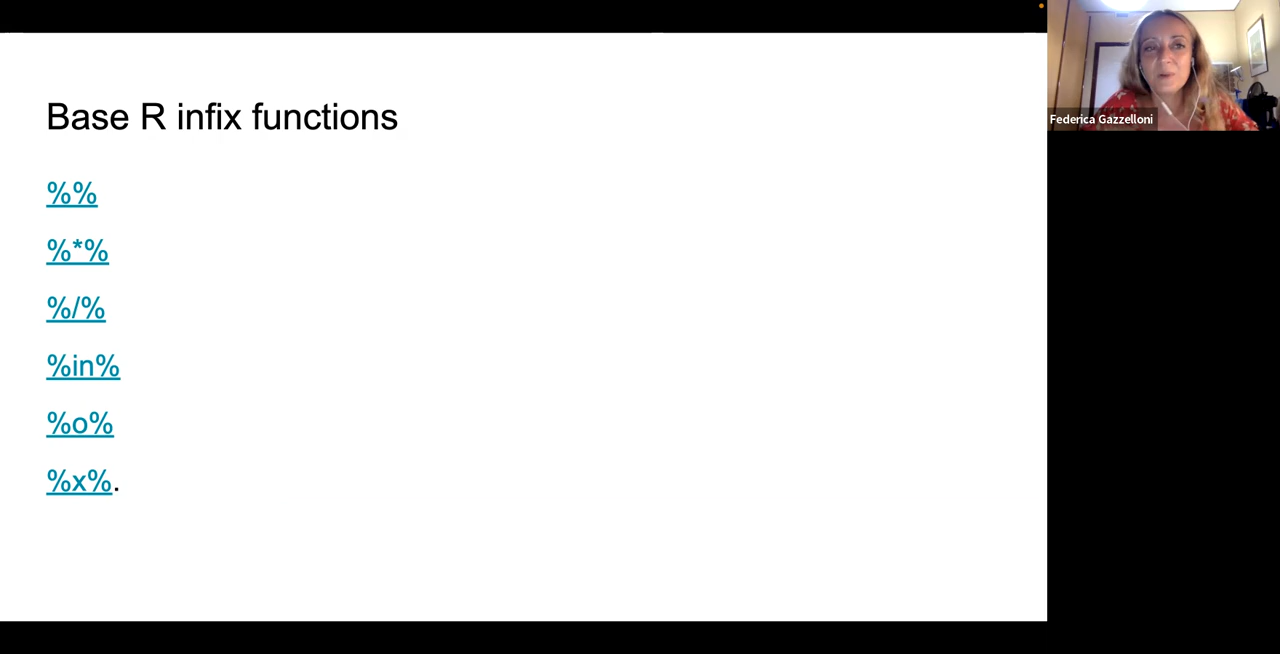 Base R infix functions
%%
%*%
%/%
%in%
%o%
%x%.
Federica Gazzelloni